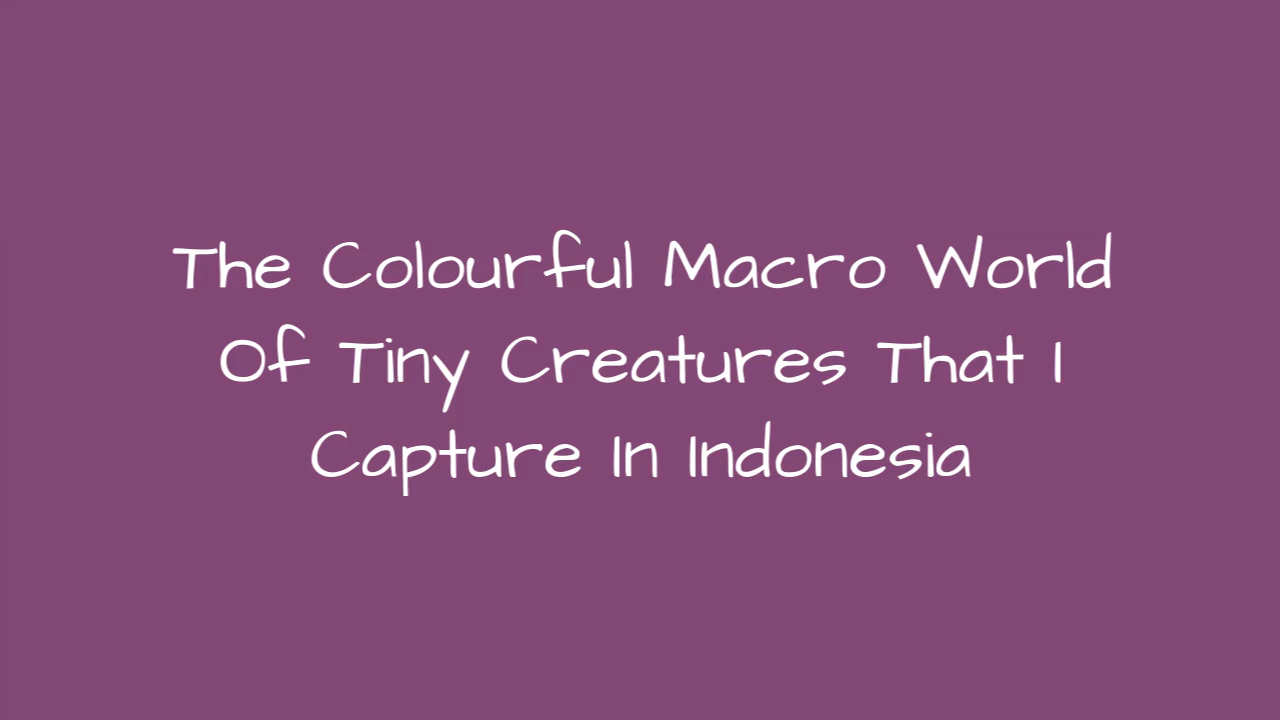 The Colourful Macro World
Of Tiny Creatures That I
Capture In Indonesia